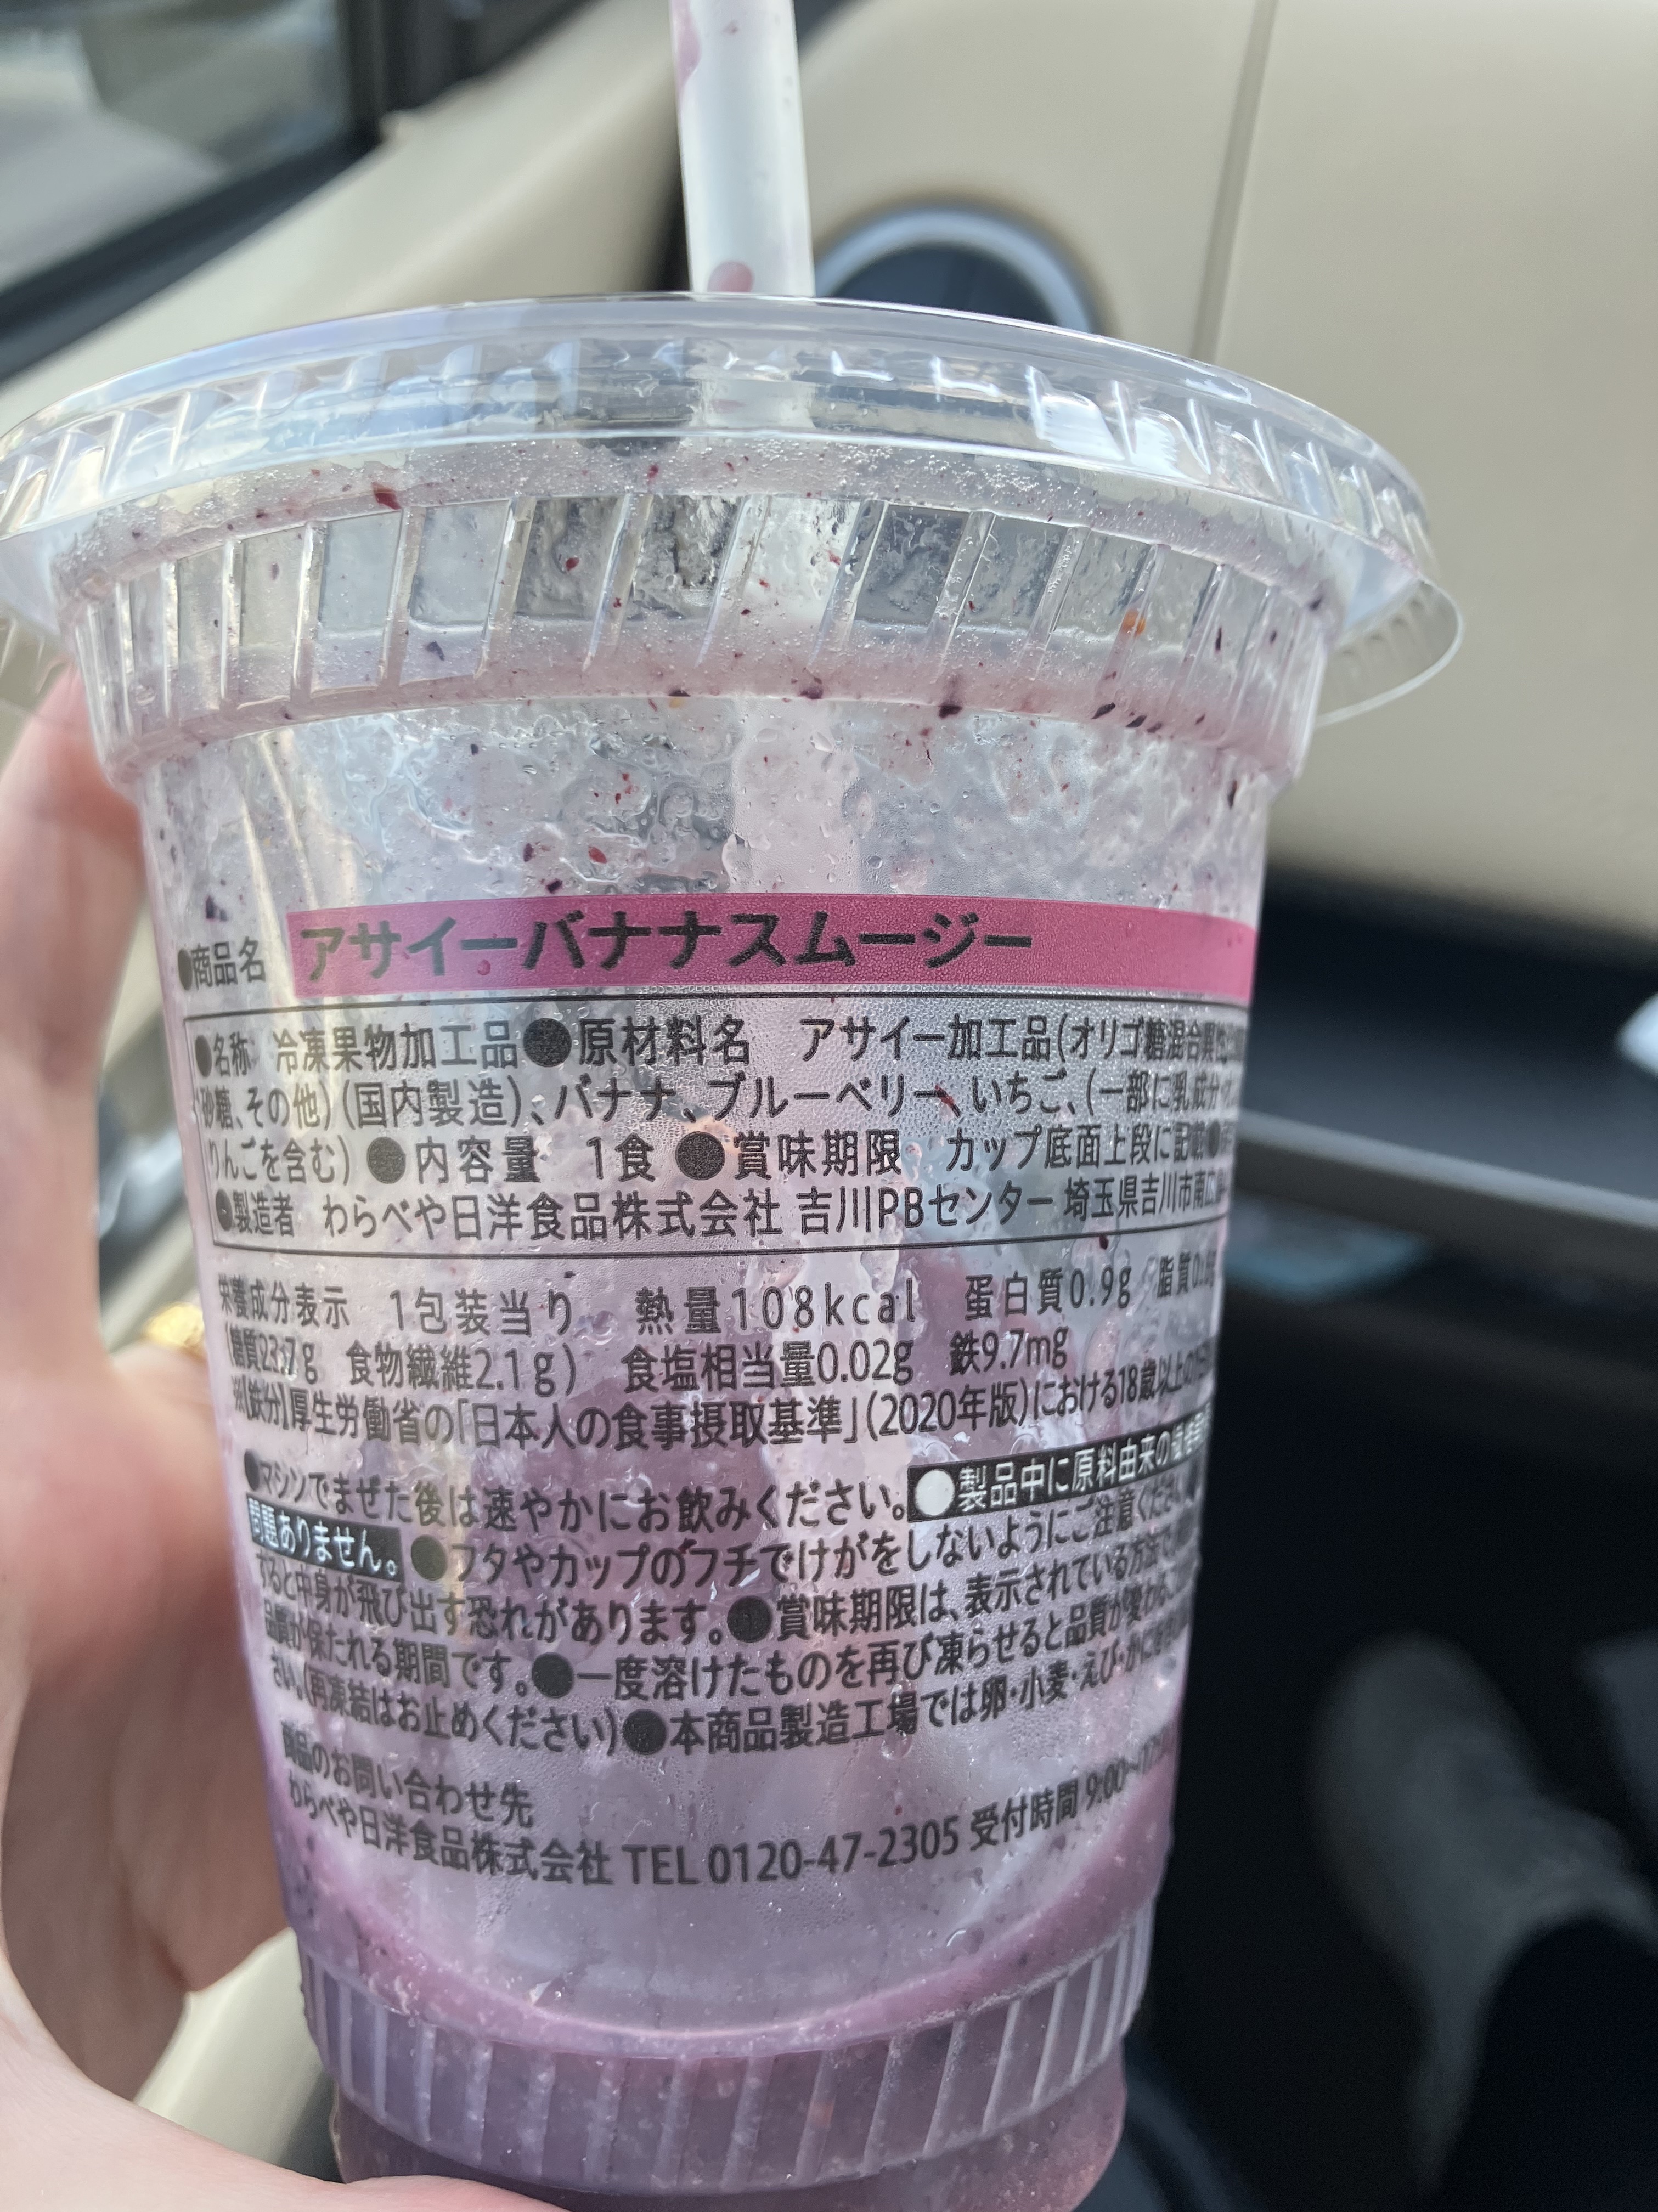 ●商品名 アサイーバナナスムージー
●名称 冷凍果物加工品●原材料名 アサイー加工品(オリゴ糖混合異性
砂糖、その他)(国内製造)、バナナ、ブルーベリー、いちご、(一部に乳成分・
りんごを含む) ●内容量 1食 ●賞味期限 カップ底面上段に記載●
●製造者 わらべや日洋食品株式会社 吉川PBセンター 埼玉県吉川市南広
栄養成分表示 1包装当り 熱量108kcal 蛋白質0.9g 脂質0.
(糖質23.7g 食物繊維2.1g) 食塩相当量0.02g 鉄9.7mg
※【鉄分】厚生労働省の「日本人の食事摂取基準」(2020年版)における18歳以上の
●マシンでまぜた後は速やかにお飲みください。●製品中に原料由来の
問題ありません。●フタやカップのフチでけがをしないようにご注意ください。
すると中身が飛び出す恐れがあります。●賞味期限は、表示されている方法で
品質が保たれる期間です。●一度溶けたものを再び凍らせると品質が変わる
さい。(再凍結はお止めください)●本商品製造工場では卵・小麦・えび・かに
商品のお問い合わせ先
わらべや日洋食品株式会社 TEL 0120-47-2305 受付時間 9:00~